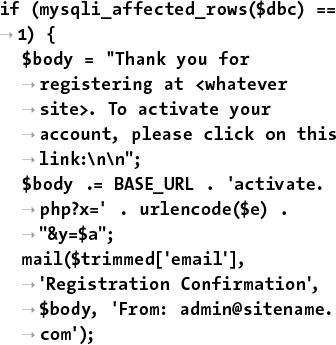 if (mysqli_affected_rows($dbc) ==
→ 1) {
$body = "Thank you for
→ registering at <whatever
→ site>. To activate your
→ account, please click on this
→ link:\n\n";
$body .= BASE_URL . 'activate.
→ php?x=' . urlencode($e) .
→ "&y=$a";
mail($trimmed['email'],
→ 'Registration Confirmation',
→ $body, 'From: admin@sitename.
→ com');